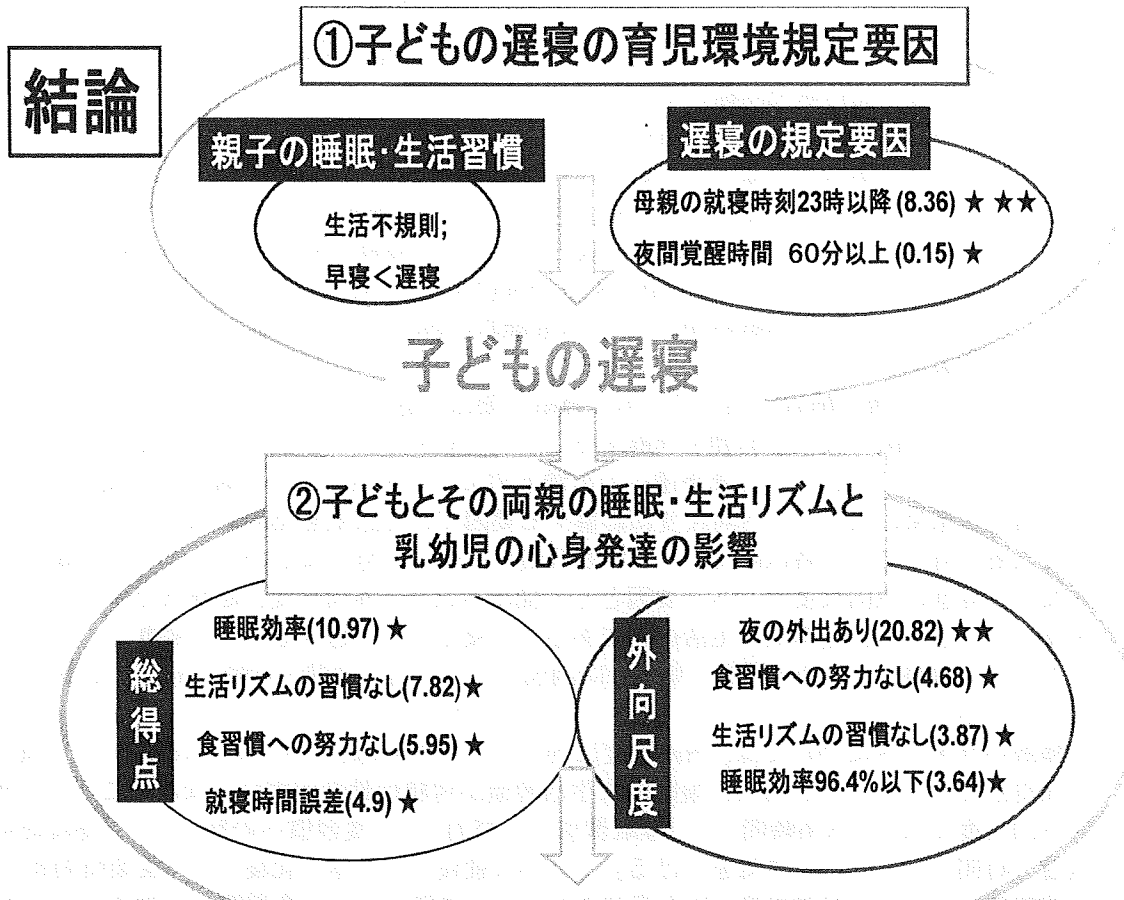 結論
①子どもの遅寝の育児環境規定要因
親子の睡眠･生活習慣
生活不規則;
早寝＜遅寝
遅寝の規定要因
母親の就寝時刻23時以降(8.36) ★ ★★
夜間覚醒時間 60分以上(0.15) ★
子どもの遅寝
②子どもとその両親の睡眠・生活リズムと
乳幼児の心身発達の影響
総得点
睡眠効率(10.97) ★
生活リズムの習慣なし(7.82)★
食習慣への努力なし(5.95) ★
就寝時間誤差(4.9) ★
外向尺度
夜の外出あり(20.82) ★★
食習慣への努力なし(4.68) ★
生活リズムの習慣なし(3.87) ★
睡眠効率96.4%以下(3.64)★